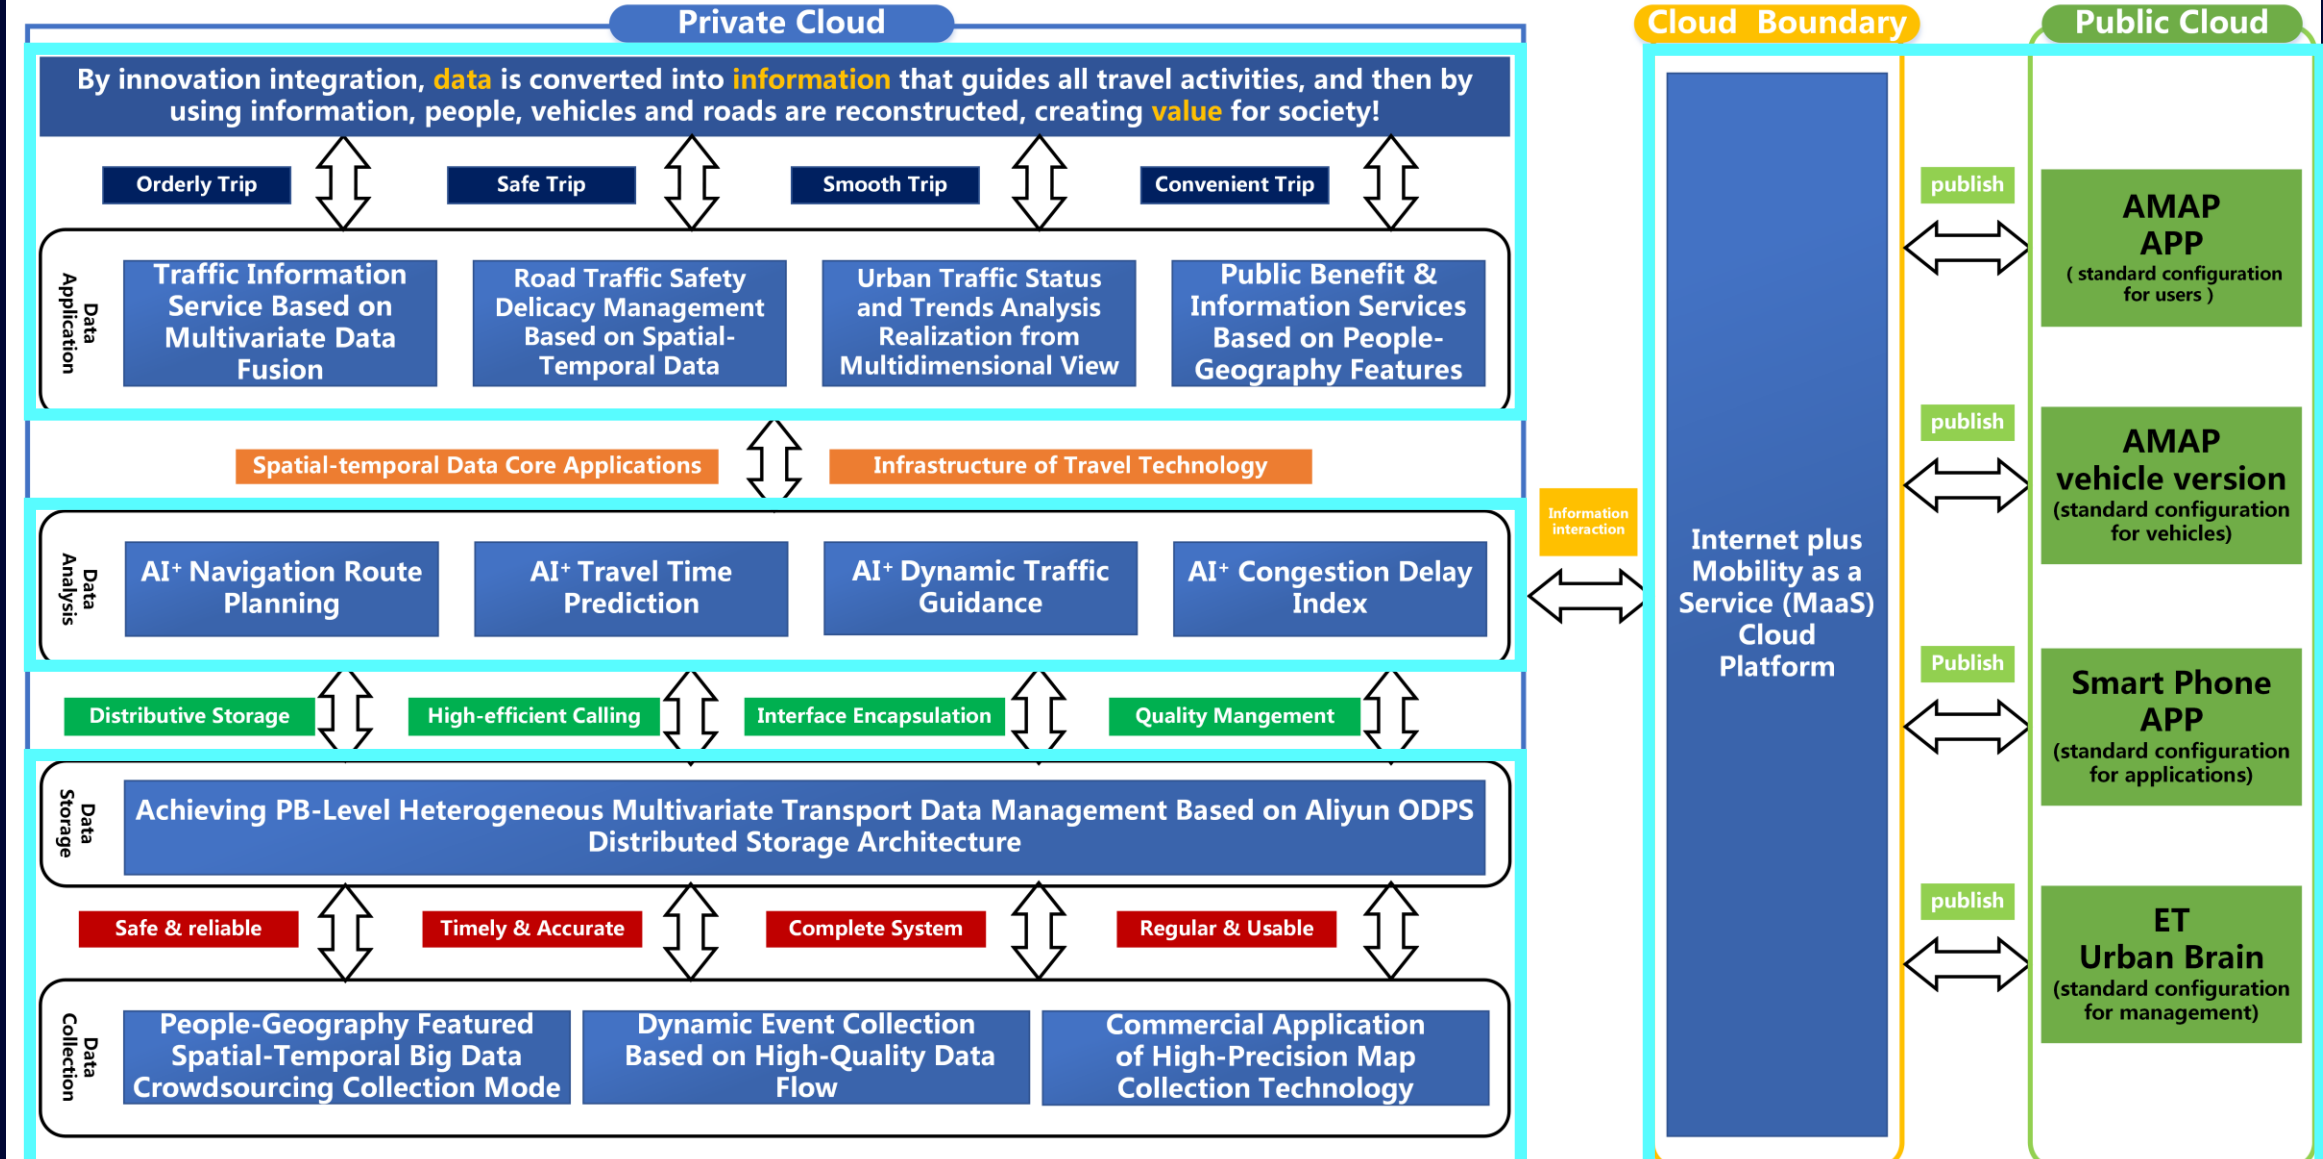 Private Cloud
Cloud Boundary
Public Cloud
By innovation integration, data is converted into information that guides all travel activities, and then by
using information, people, vehicles and roads are reconstructed, creating value for society!
Orderly Trip
Safe Trip
Smooth Trip
Convenient Trip
Data
Application
Traffic Information
Service Based on
Multivariate Data
Fusion
Road Traffic Safety
Delicacy Management
Based on Spatial-
Temporal Data
Urban Traffic Status
and Trends Analysis
Realization from
Multidimensional View
Public Benefit &
Information Services
Based on People-
Geography Features
Spatial-temporal Data Core Applications
Infrastructure of Travel Technology
Data
Analysis
AI⁺ Navigation Route
Planning
AI⁺ Travel Time
Prediction
AI⁺ Dynamic Traffic
Guidance
AI⁺ Congestion Delay
Index
Distributive Storage
High-efficient Calling
Interface Encapsulation
Quality Mangement
Data
Storage
Achieving PB-Level Heterogeneous Multivariate Transport Data Management Based on Aliyun ODPS
Distributed Storage Architecture
Safe & reliable
Timely & Accurate
Complete System
Regular & Usable
Data
Collection
People-Geography Featured
Spatial-Temporal Big Data
Crowdsourcing Collection Mode
Dynamic Event Collection
Based on High-Quality Data
Flow
Commercial Application
of High-Precision Map
Collection Technology
Information
interaction
Internet plus
Mobility as a
Service (MaaS)
Cloud
Platform
publish
AMAP
APP
( standard configuration
for users )
publish
AMAP
vehicle version
(standard configuration
for vehicles)
Publish
Smart Phone
APP
(standard configuration
for applications)
publish
ET
Urban Brain
(standard configuration
for management)